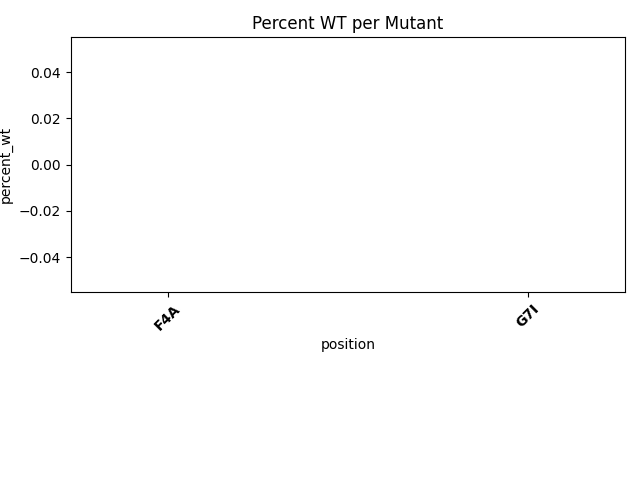 Percent WT per Mutant
percent_wt
0.04
0.02
0.00
−0.02
−0.04
F4A
G7I
position